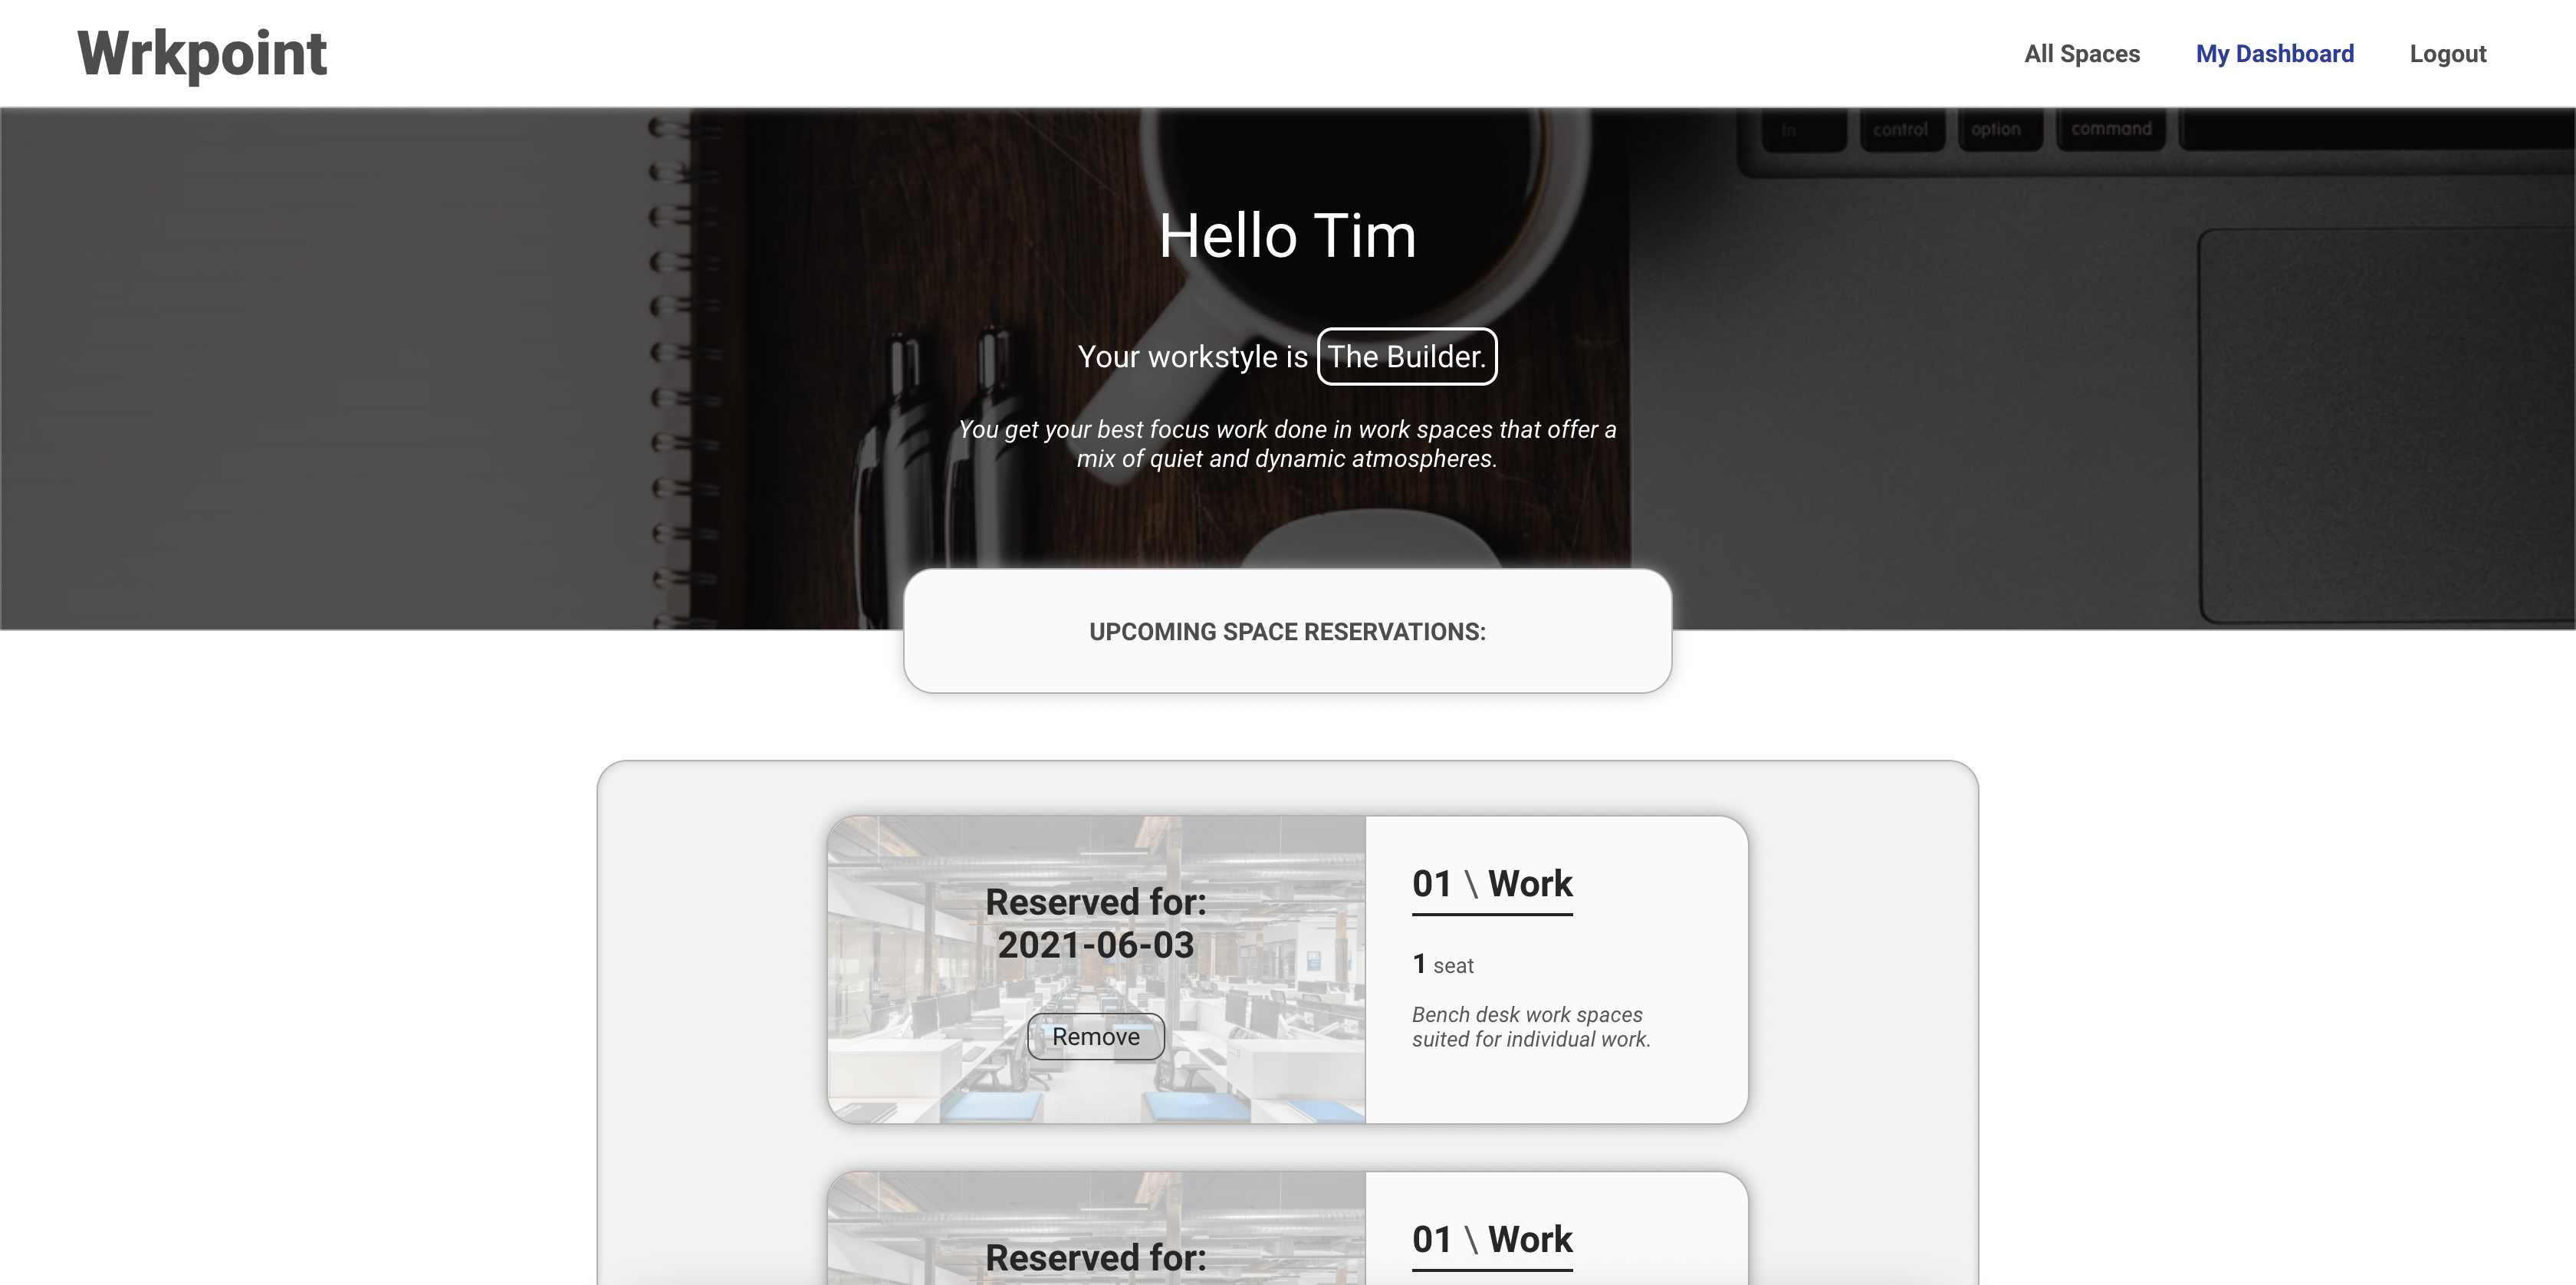 Wrkpoint
All Spaces
My Dashboard
Logout
fn
control
option
command
Hello Tim
Your workstyle is The Builder.
You get your best focus work done in work spaces that offer a
mix of quiet and dynamic atmospheres.
UPCOMING SPACE RESERVATIONS:
Reserved for:
2021-06-03
Remove
01 \ Work
1 seat
Bench desk work spaces
suited for individual work.
Reserved for:
01 \ Work